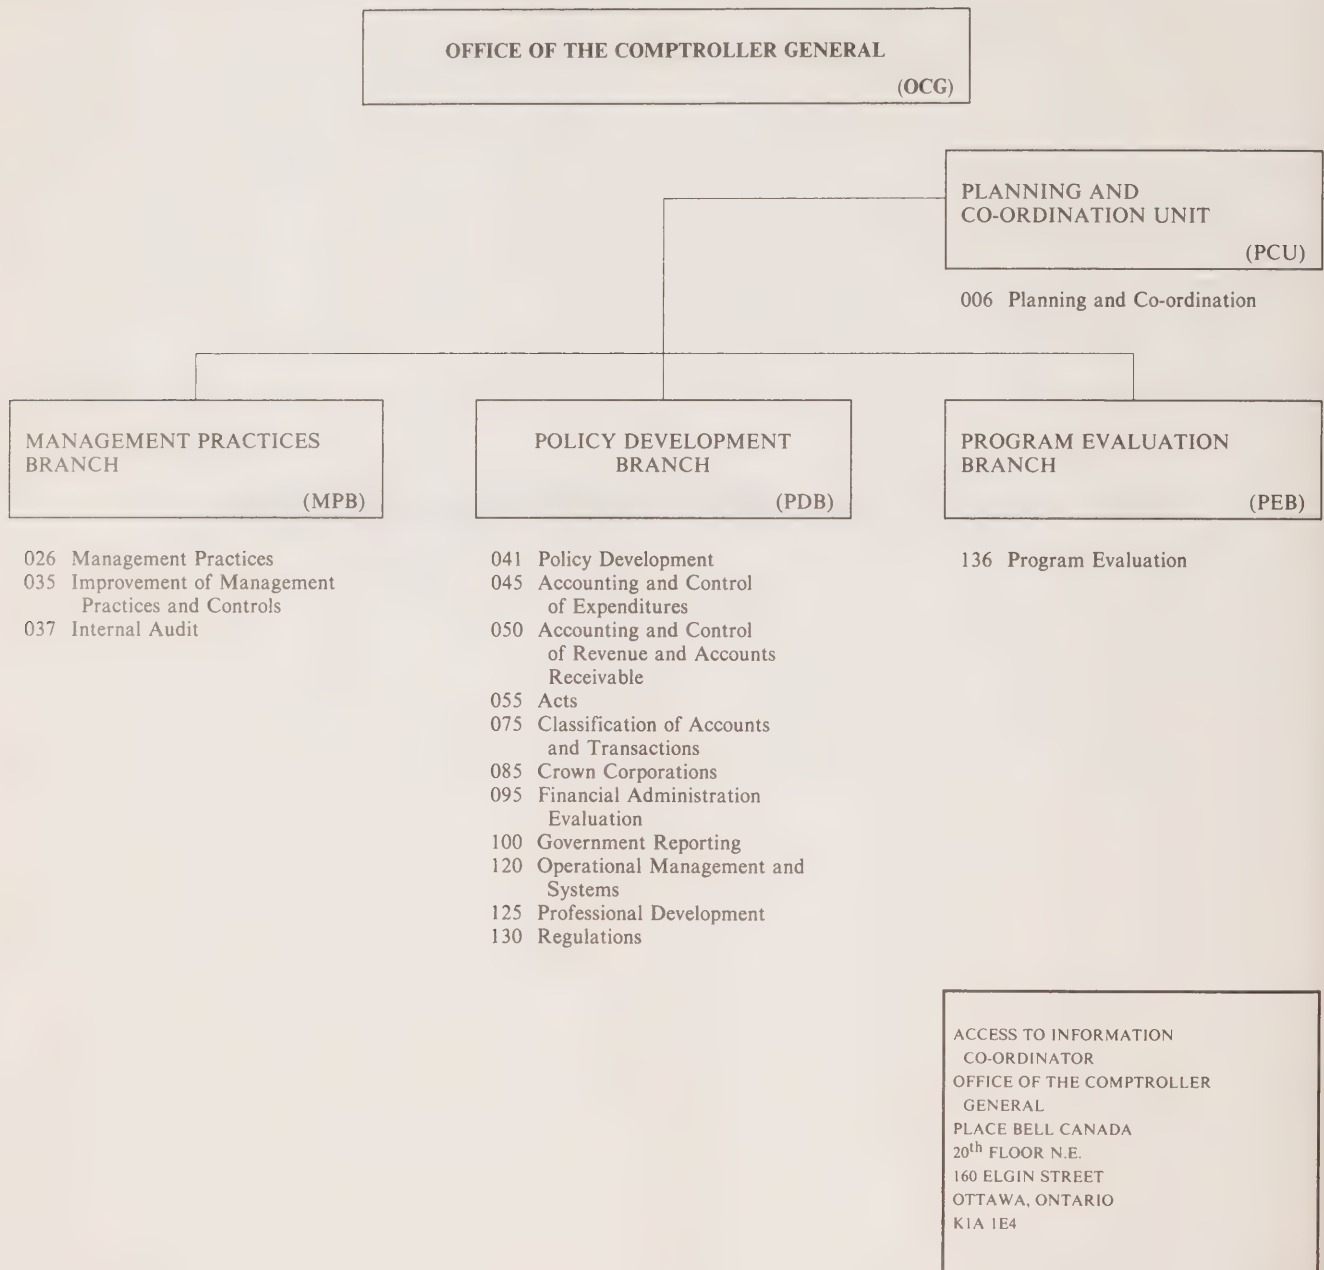 OFFICE OF THE COMPTROLLER GENERAL
(OCG)
PLANNING AND
CO-ORDINATION UNIT
(PCU)
006 Planning and Co-ordination
MANAGEMENT PRACTICES
BRANCH
(MPB)
026 Management Practices
035 Improvement of Management
Practices and Controls
037 Internal Audit
POLICY DEVELOPMENT
BRANCH
(PDB)
041 Policy Development
045 Accounting and Control
of Expenditures
050 Accounting and Control
of Revenue and Accounts
Receivable
055 Acts
075 Classification of Accounts
and Transactions
085 Crown Corporations
095 Financial Administration
Evaluation
100 Government Reporting
120 Operational Management and
Systems
125 Professional Development
130 Regulations
PROGRAM EVALUATION
BRANCH
(PEB)
136 Program Evaluation
ACCESS TO INFORMATION
CO-ORDINATOR
OFFICE OF THE COMPTROLLER
GENERAL
PLACE BELL CANADA
20th FLOOR N.E.
160 ELGIN STREET
OTTAWA, ONTARIO
K1A 1E4